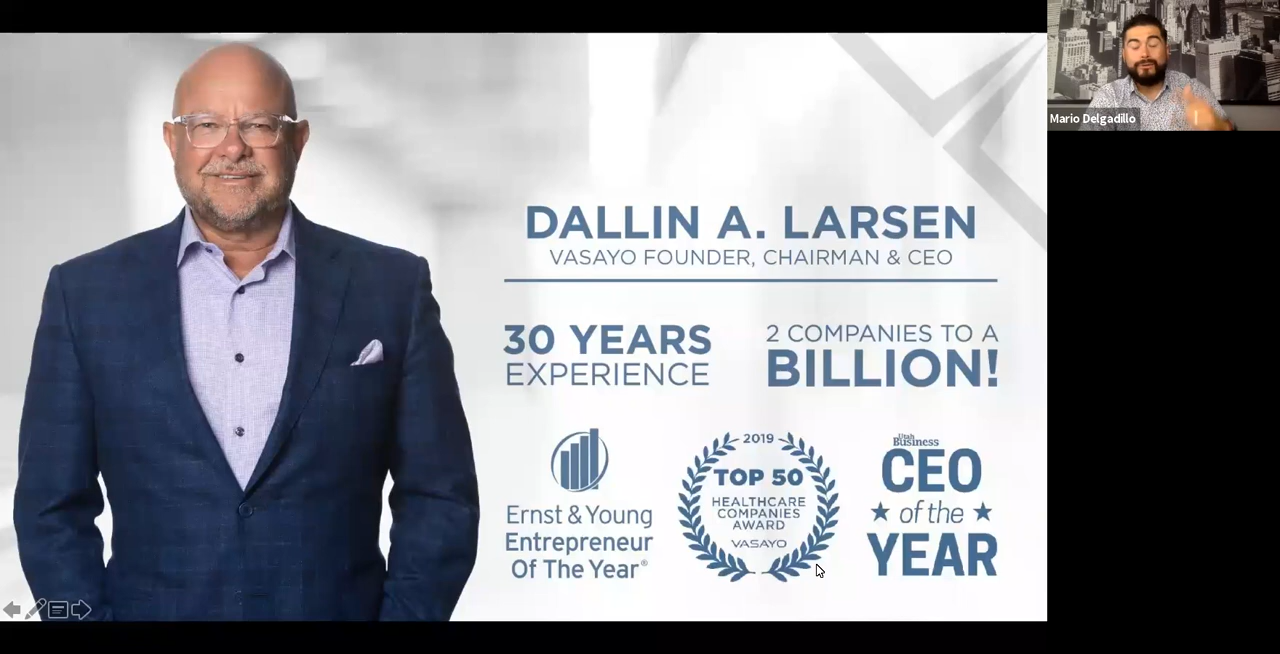 Mario Delgadillo
DALLIN A. LARSEN
VASAYO FOUNDER, CHAIRMAN & CEO
30 YEARS
EXPERIENCE
2 COMPANIES TO A
BILLION!
Ernst & Young
Entrepreneur
Of The Year®
2019
TOP 50
HEALTHCARE
COMPANIES
AWARD
VASAYO
Utah
Business
CEO
of the
YEAR